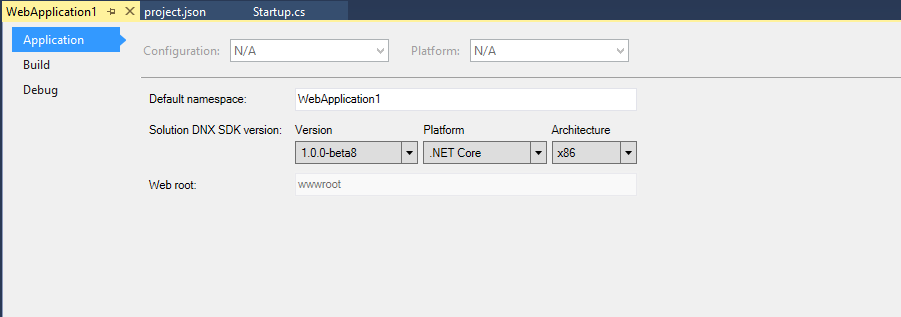 WebApplication1 project.json Startup.cs
Application
Build
Debug
Configuration: N/A Platform: N/A
Default namespace: WebApplication1
Solution DNX SDK version: Version Platform Architecture
1.0.0-beta8 .NET Core x86
Web root: wwwroot